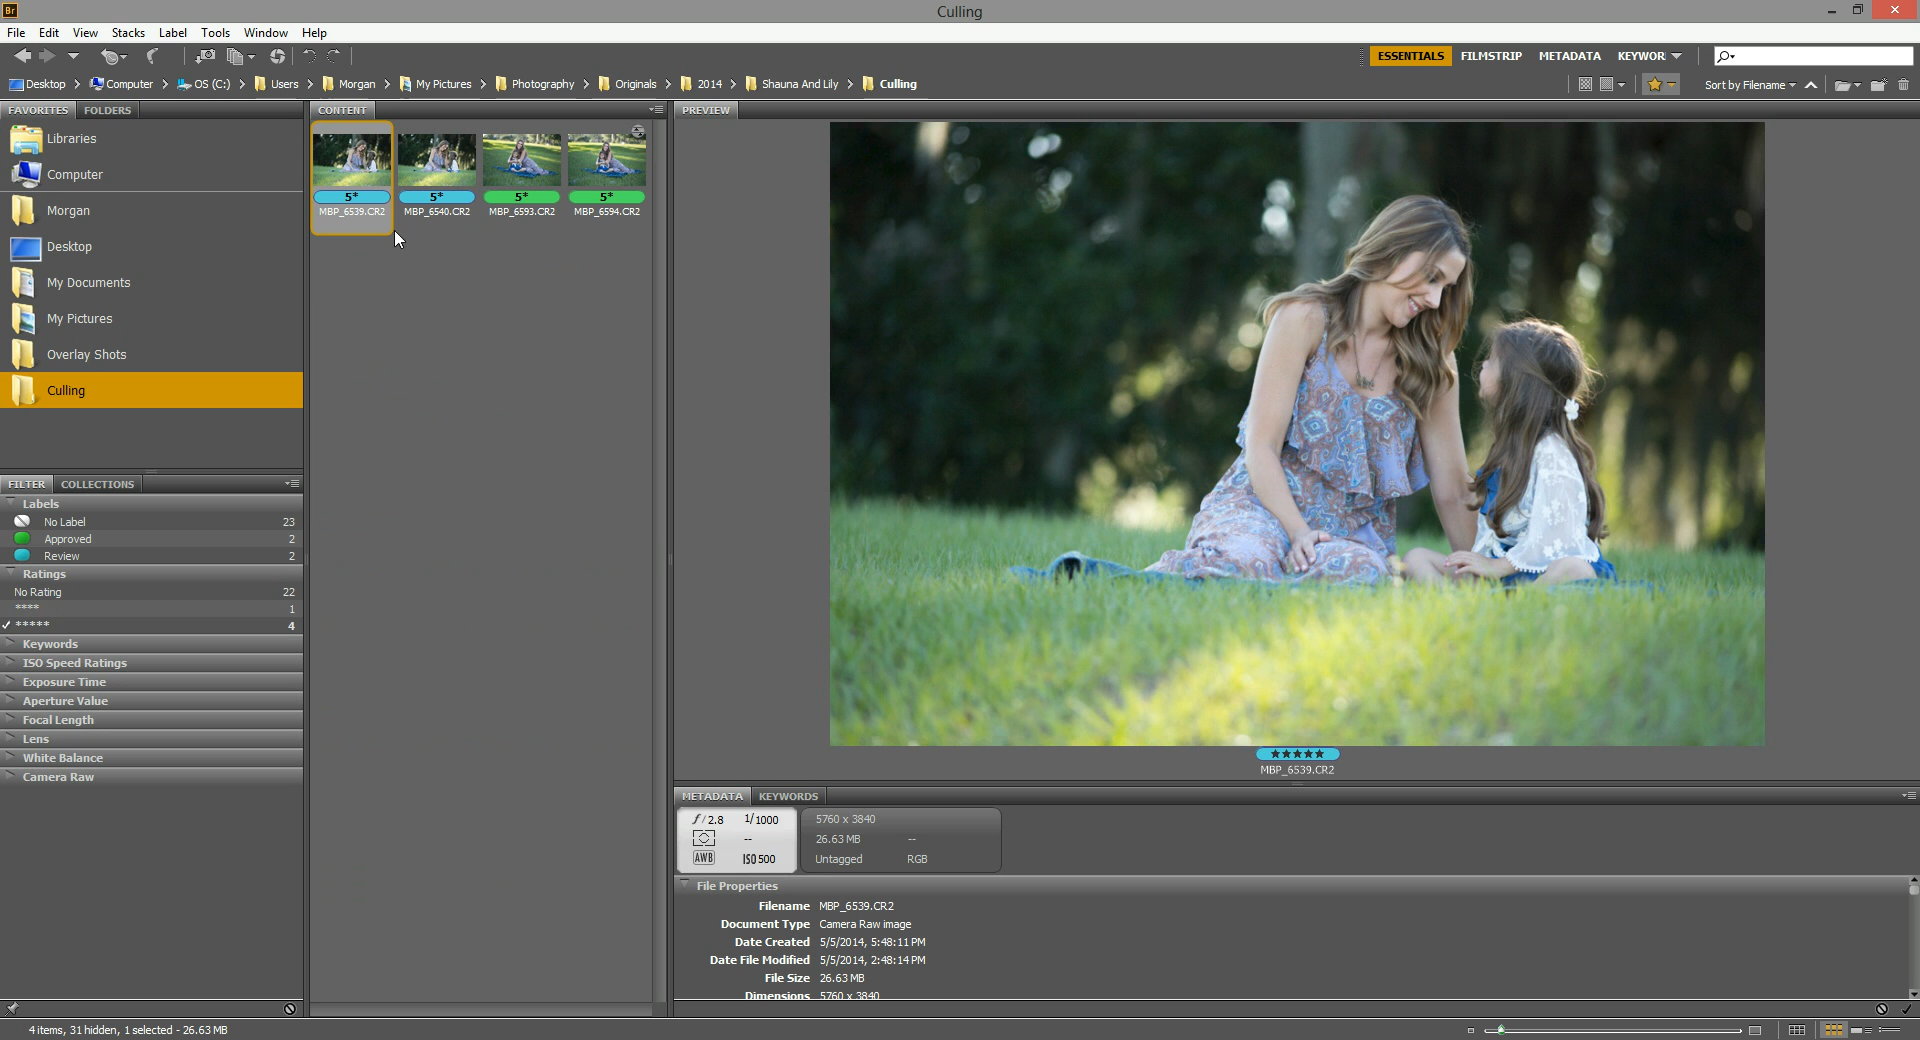 Br
Culling
File Edit View Stacks Label Tools Window Help
ESSENTIALS FILMSTRIP METADATA KEYWOR
Desktop Computer OS (C:) Users Morgan My Pictures Photography Originals 2014 Shauna And Lily Culling
Sort by Filename
FAVORITES FOLDERS
Libraries
Computer
Morgan
Desktop
My Documents
My Pictures
Overlay Shots
Culling
FILTER COLLECTIONS
Labels
No Label 23
Approved 2
Review 2
Ratings
No Rating 22
**** 1
***** 4
Keywords
ISO Speed Ratings
Exposure Time
Aperture Value
Focal Length
Lens
White Balance
Camera Raw
CONTENT
5* 5* 5* 5*
MBP_6539.CR2 MBP_6540.CR2 MBP_6593.CR2 MBP_6594.CR2
PREVIEW
★★★★★
MBP_6539.CR2
METADATA KEYWORDS
f/2.8 1/1000
--
AWB ISO 500
5760 x 3840
26.63 MB --
Untagged RGB
File Properties
Filename MBP_6539.CR2
Document Type Camera Raw image
Date Created 5/5/2014, 5:48:11 PM
Date File Modified 5/5/2014, 2:48:14 PM
File Size 26.63 MB
Dimensions 5760 x 3840
4 items, 31 hidden, 1 selected - 26.63 MB